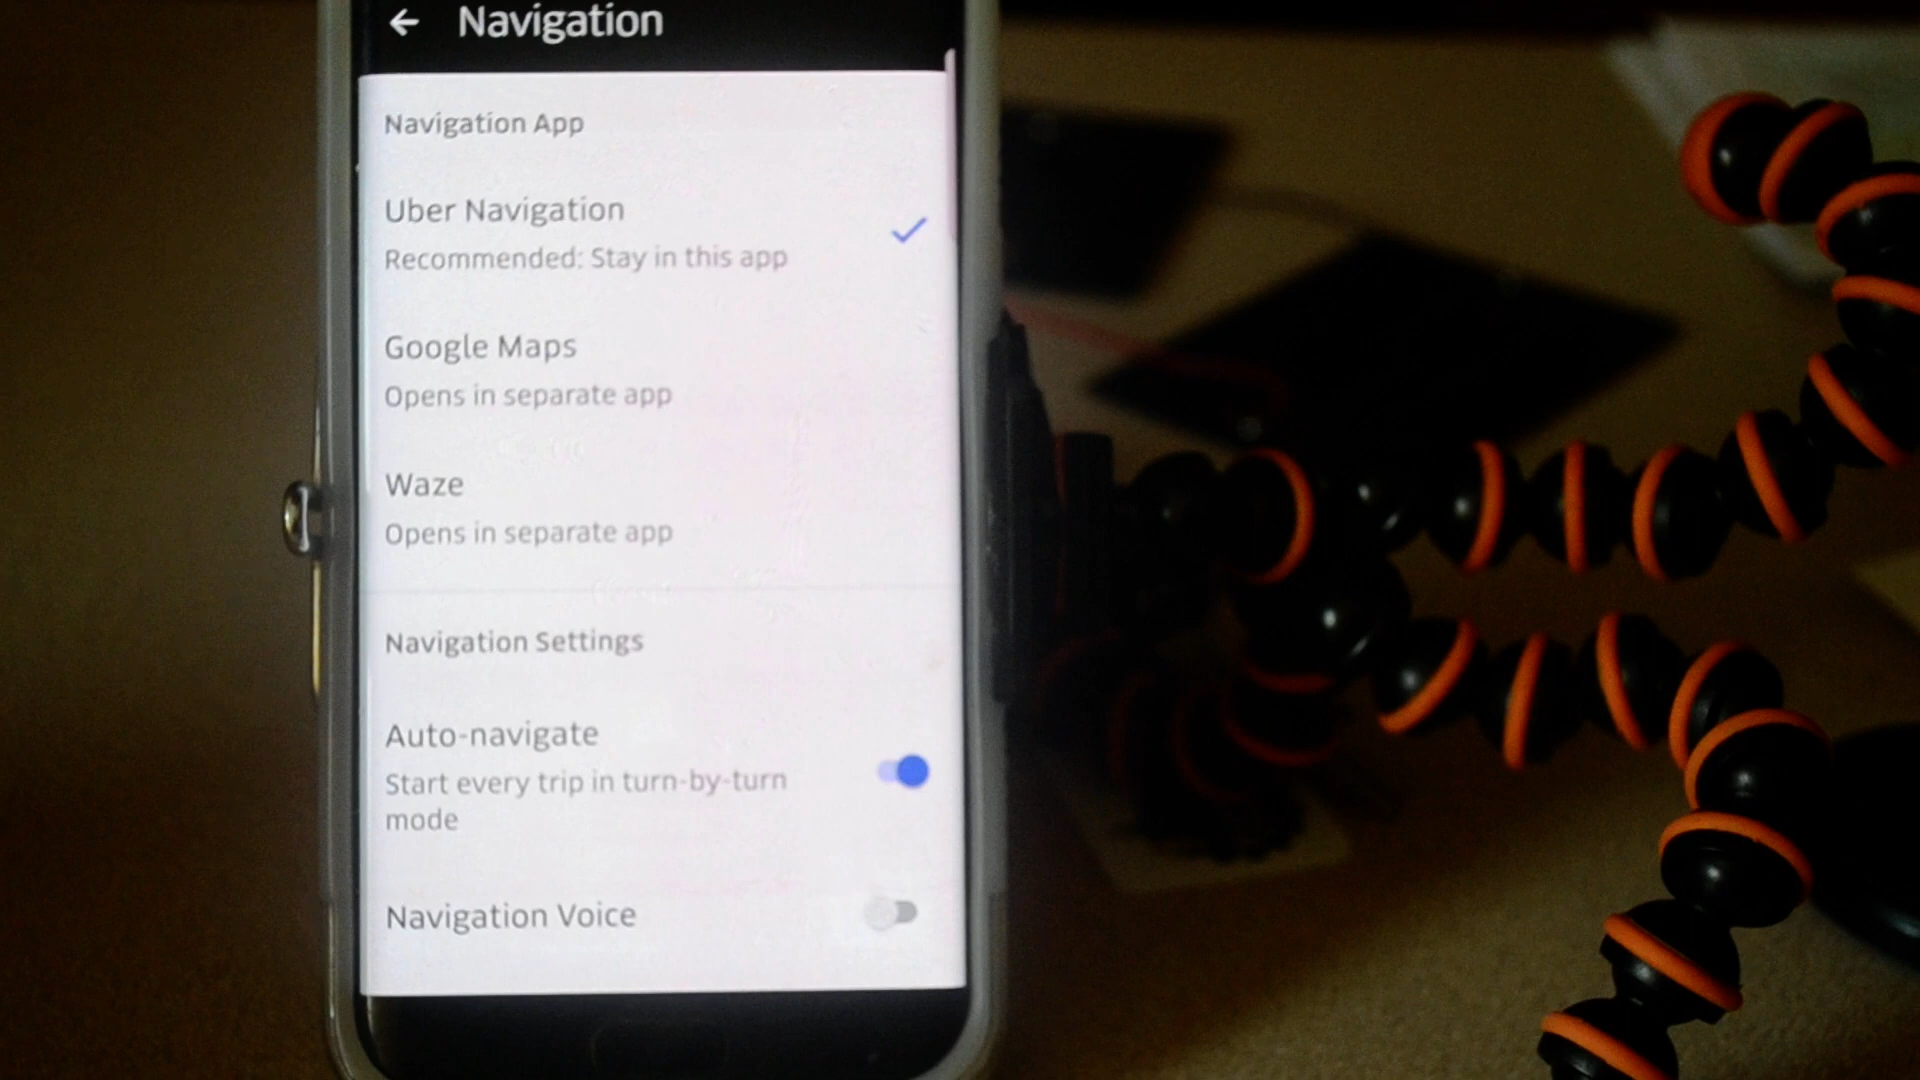 Navigation
Navigation App
Uber Navigation
Recommended: Stay in this app
Google Maps
Opens in separate app
Waze
Opens in separate app
Navigation Settings
Auto-navigate
Start every trip in turn-by-turn
mode
Navigation Voice